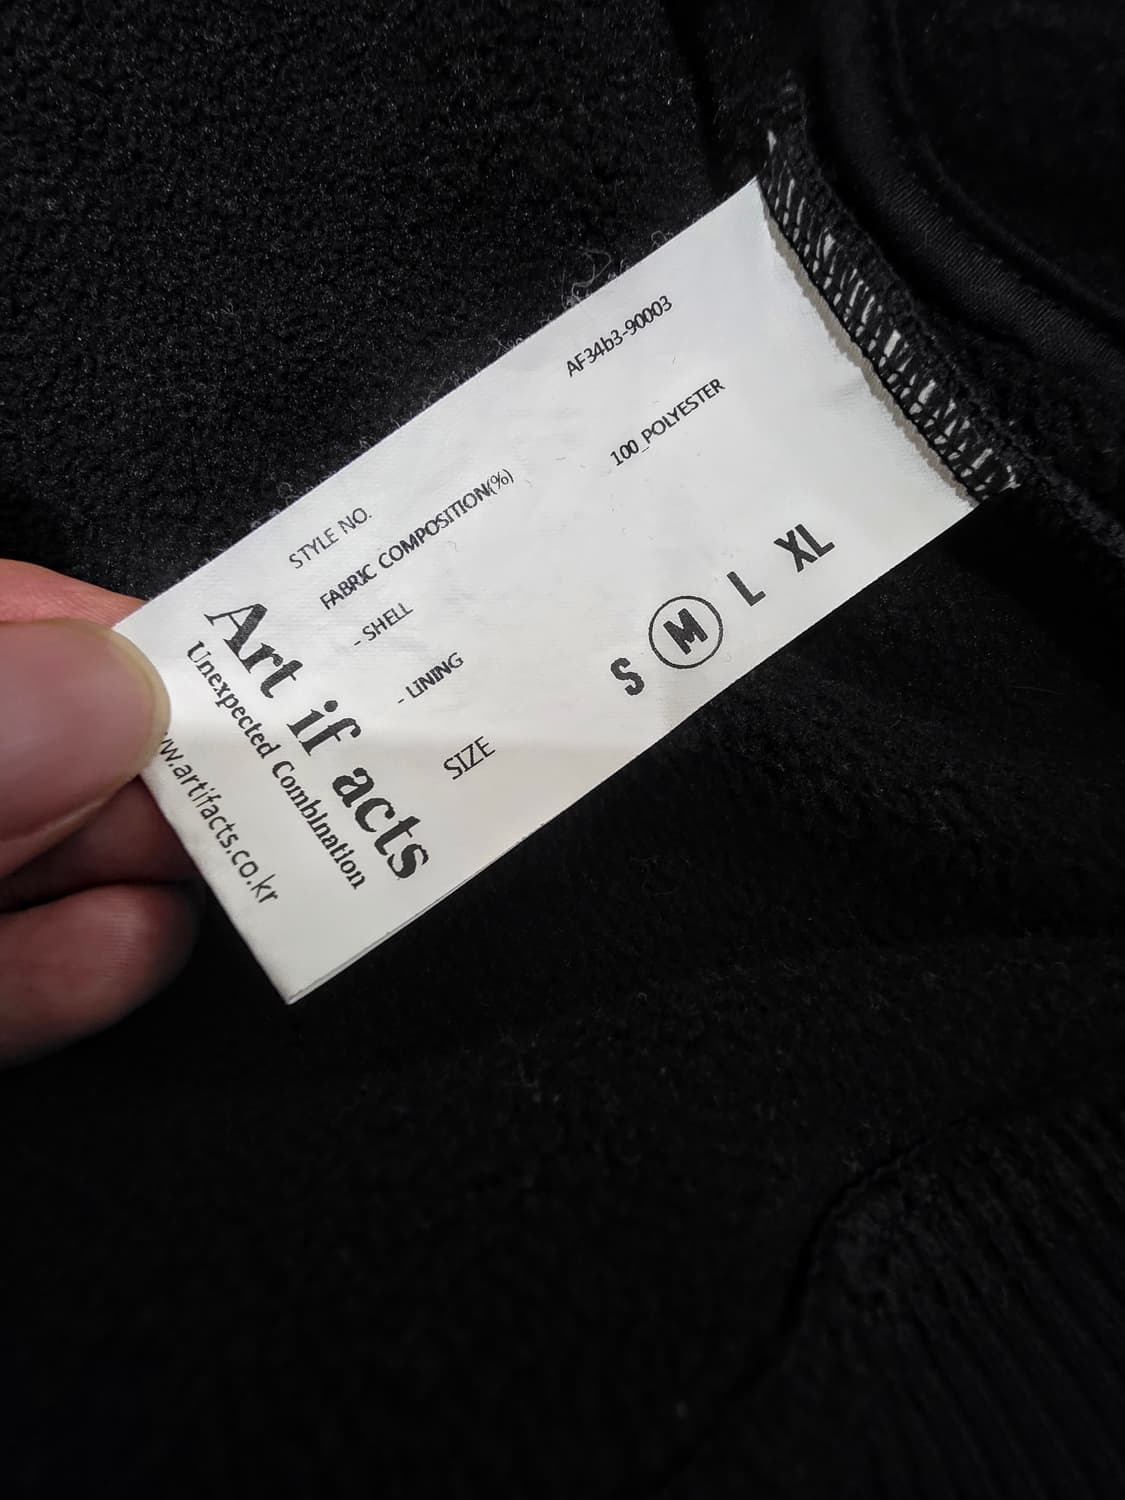 STYLE NO. AF34b3-90003
FABRIC COMPOSITION(%)
- SHELL 100_POLYESTER
- LINING
SIZE S M L XL
Art if acts
Unexpected Combination
w.artifacts.co.kr